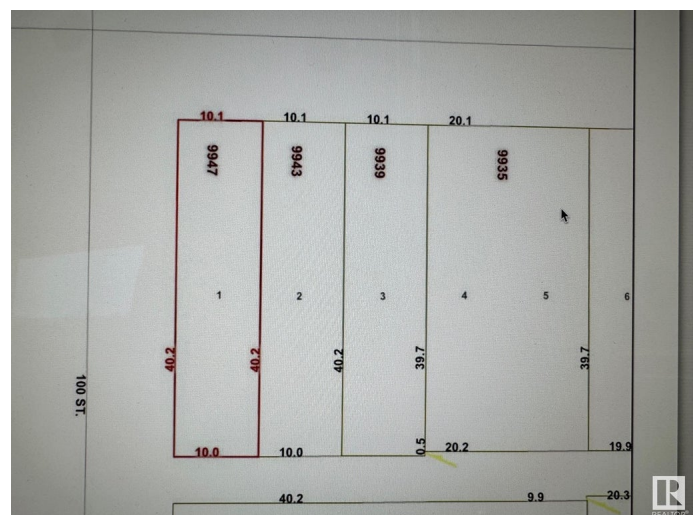 10.1 10.1 10.1 20.1
9947 9943 9939 9935
1 2 3 4 5 6
40.2 40.2 40.2 39.7 39.7
100 ST.
10.0 10.0 0.5 20.2 19.9
40.2 9.9 20.3
R
REALTOR®